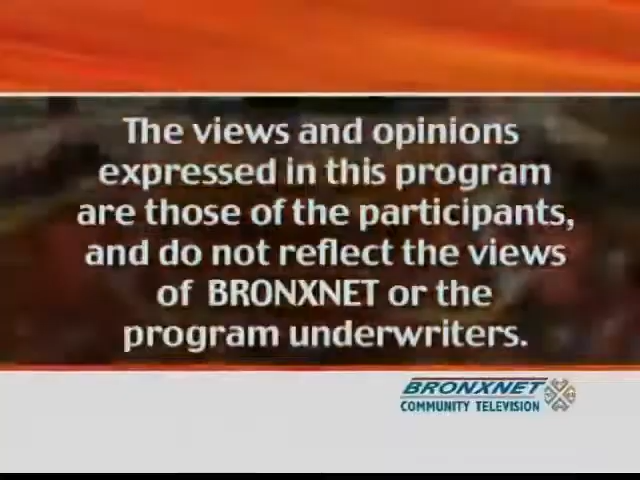 The views and opinions
expressed in this program
are those of the participants,
and do not reflect the views
of BRONXNET or the
program underwriters.
BRONXNET
COMMUNITY TELEVISION